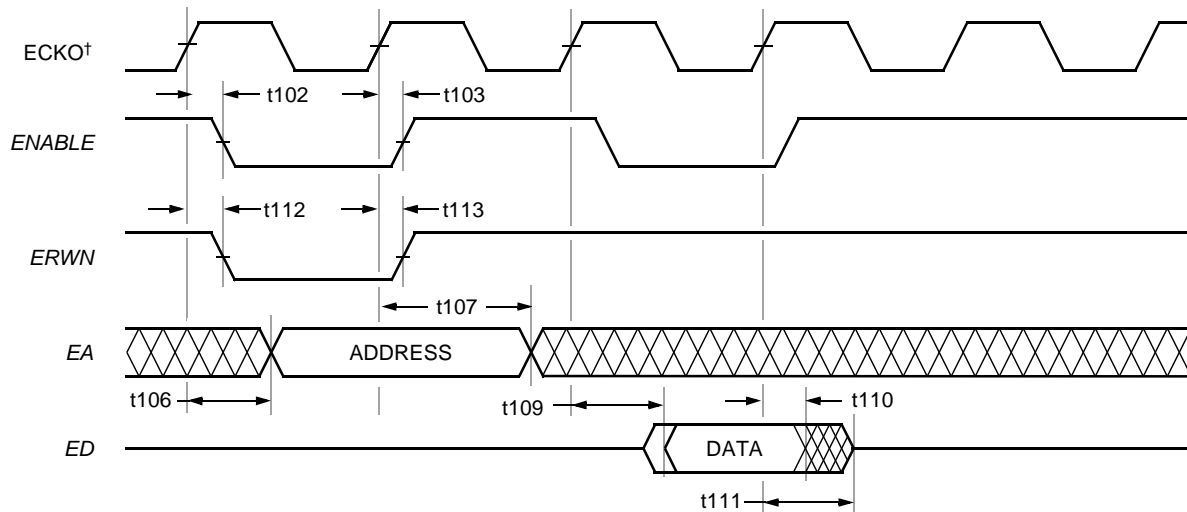 ECKO†
t102
t103
ENABLE
t112
t113
ERWN
t107
EA
ADDRESS
t106
t109
t110
ED
DATA
t111